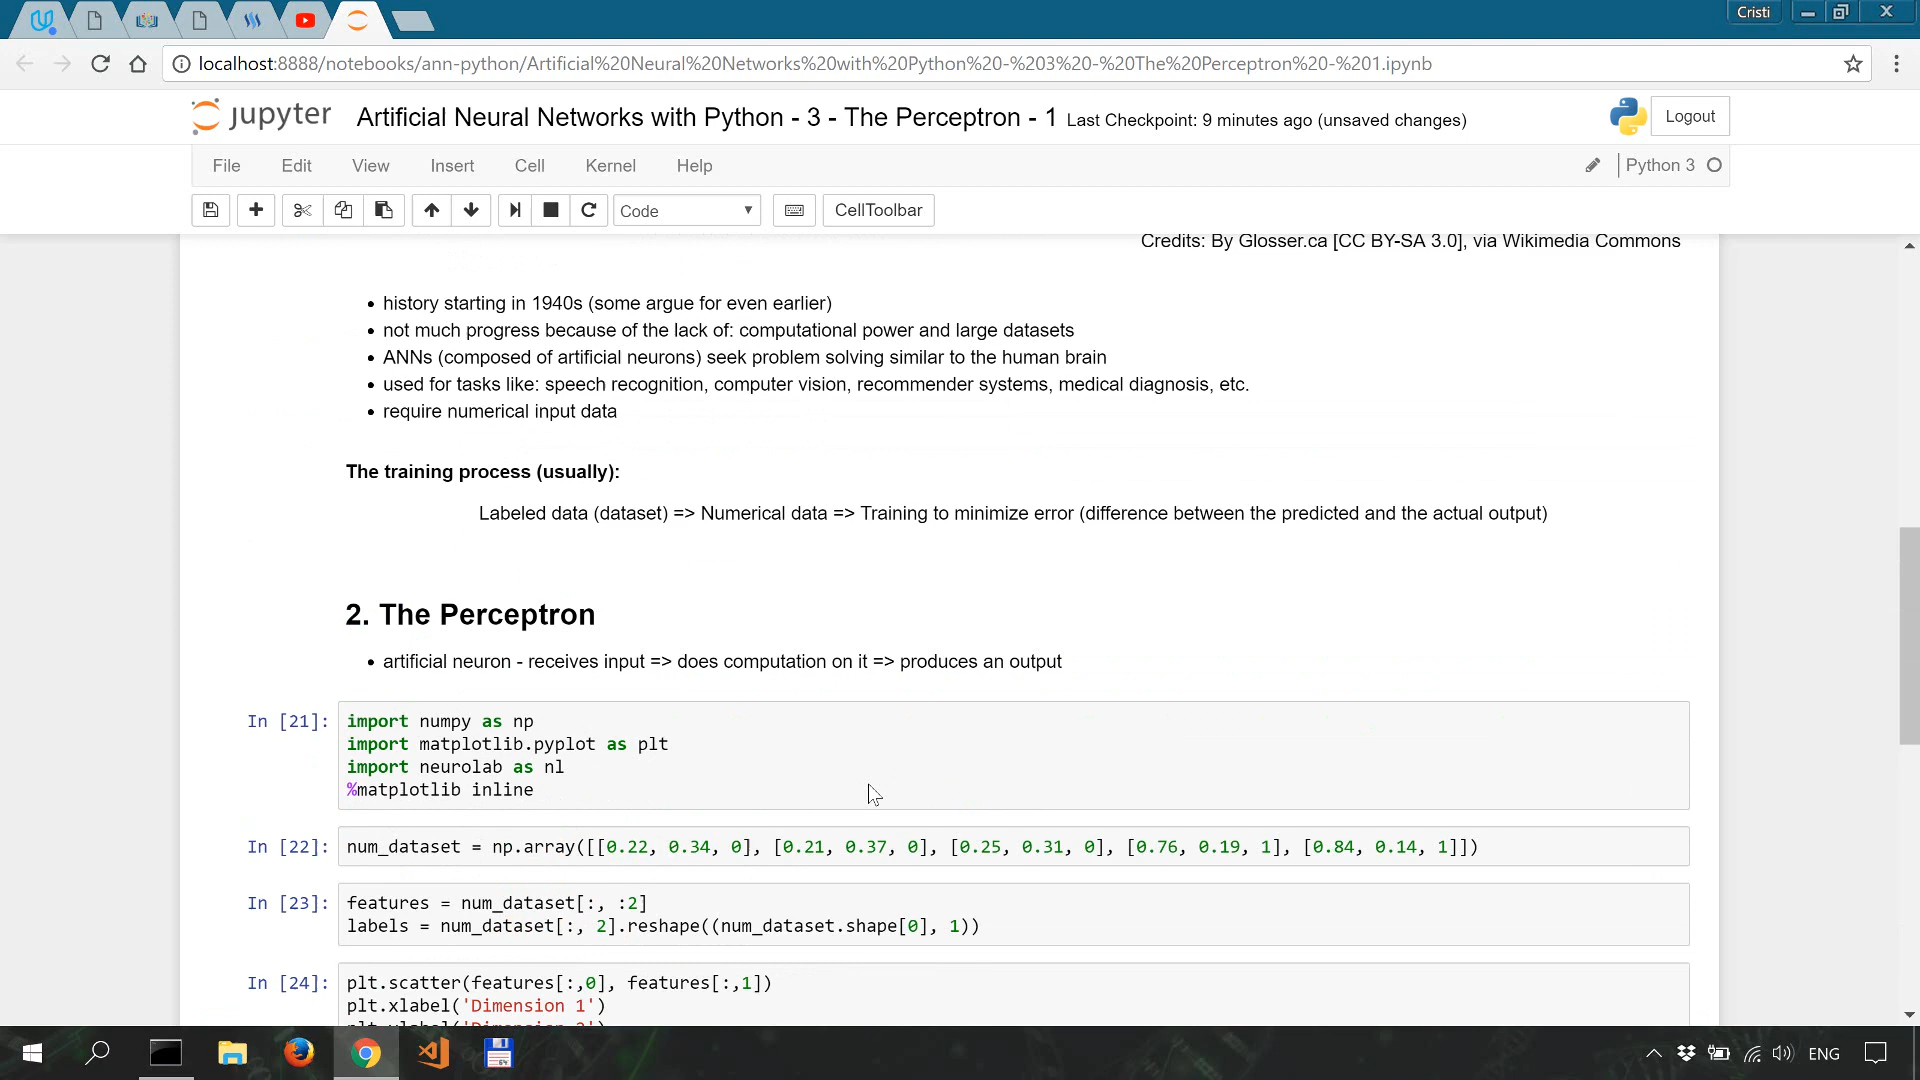 Cristi
localhost:8888/notebooks/ann-python/Artificial%20Neural%20Networks%20with%20Python%20-%203%20-%20The%20Perceptron%20-%201.ipynb
jupyter Artificial Neural Networks with Python - 3 - The Perceptron - 1 Last Checkpoint: 9 minutes ago (unsaved changes) Logout
File Edit View Insert Cell Kernel Help Python 3
Code CellToolbar
Credits: By Glosser.ca [CC BY-SA 3.0], via Wikimedia Commons
• history starting in 1940s (some argue for even earlier)
• not much progress because of the lack of: computational power and large datasets
• ANNs (composed of artificial neurons) seek problem solving similar to the human brain
• used for tasks like: speech recognition, computer vision, recommender systems, medical diagnosis, etc.
• require numerical input data
The training process (usually):
Labeled data (dataset) => Numerical data => Training to minimize error (difference between the predicted and the actual output)
2. The Perceptron
• artificial neuron - receives input => does computation on it => produces an output
In [21]: import numpy as np
import matplotlib.pyplot as plt
import neurolab as nl
%matplotlib inline
In [22]: num_dataset = np.array([[0.22, 0.34, 0], [0.21, 0.37, 0], [0.25, 0.31, 0], [0.76, 0.19, 1], [0.84, 0.14, 1]])
In [23]: features = num_dataset[:, :2]
labels = num_dataset[:, 2].reshape((num_dataset.shape[0], 1))
In [24]: plt.scatter(features[:,0], features[:,1])
plt.xlabel('Dimension 1')
ENG